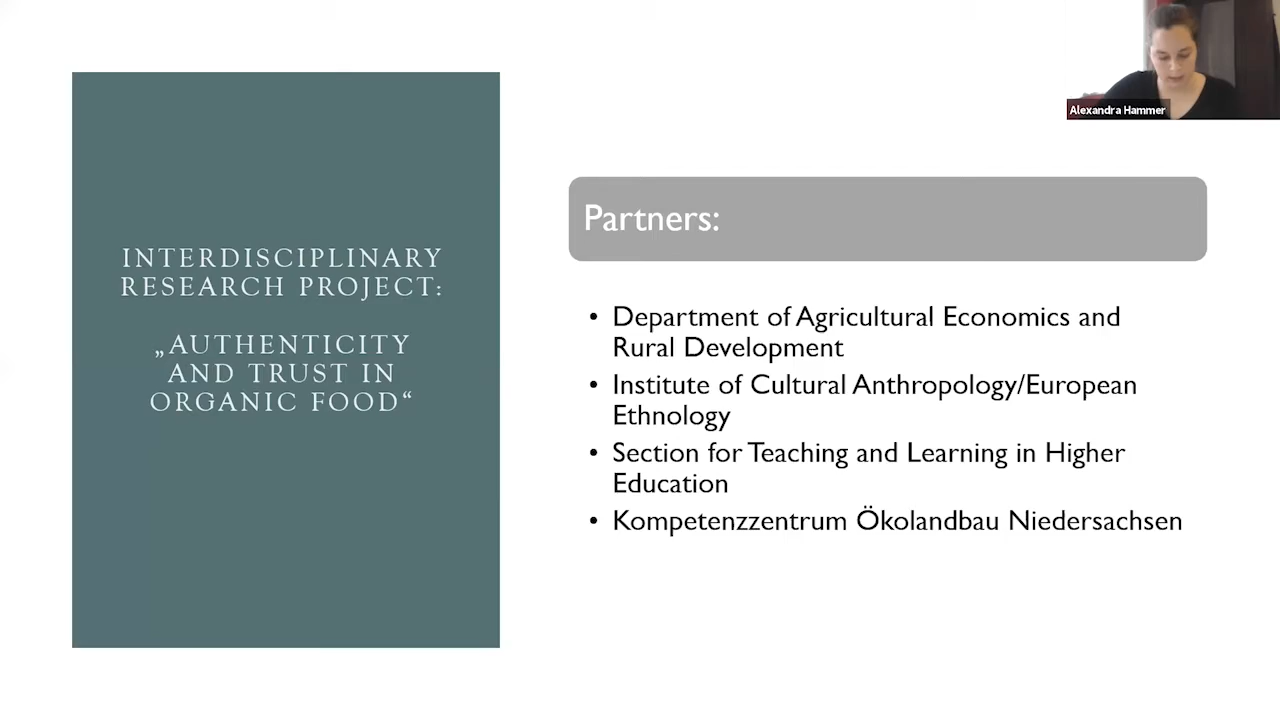 Alexandra Hammer
INTERDISCIPLINARY
RESEARCH PROJECT:
„AUTHENTICITY
AND TRUST IN
ORGANIC FOOD“
Partners:
• Department of Agricultural Economics and
Rural Development
• Institute of Cultural Anthropology/European
Ethnology
• Section for Teaching and Learning in Higher
Education
• Kompetenzzentrum Ökolandbau Niedersachsen